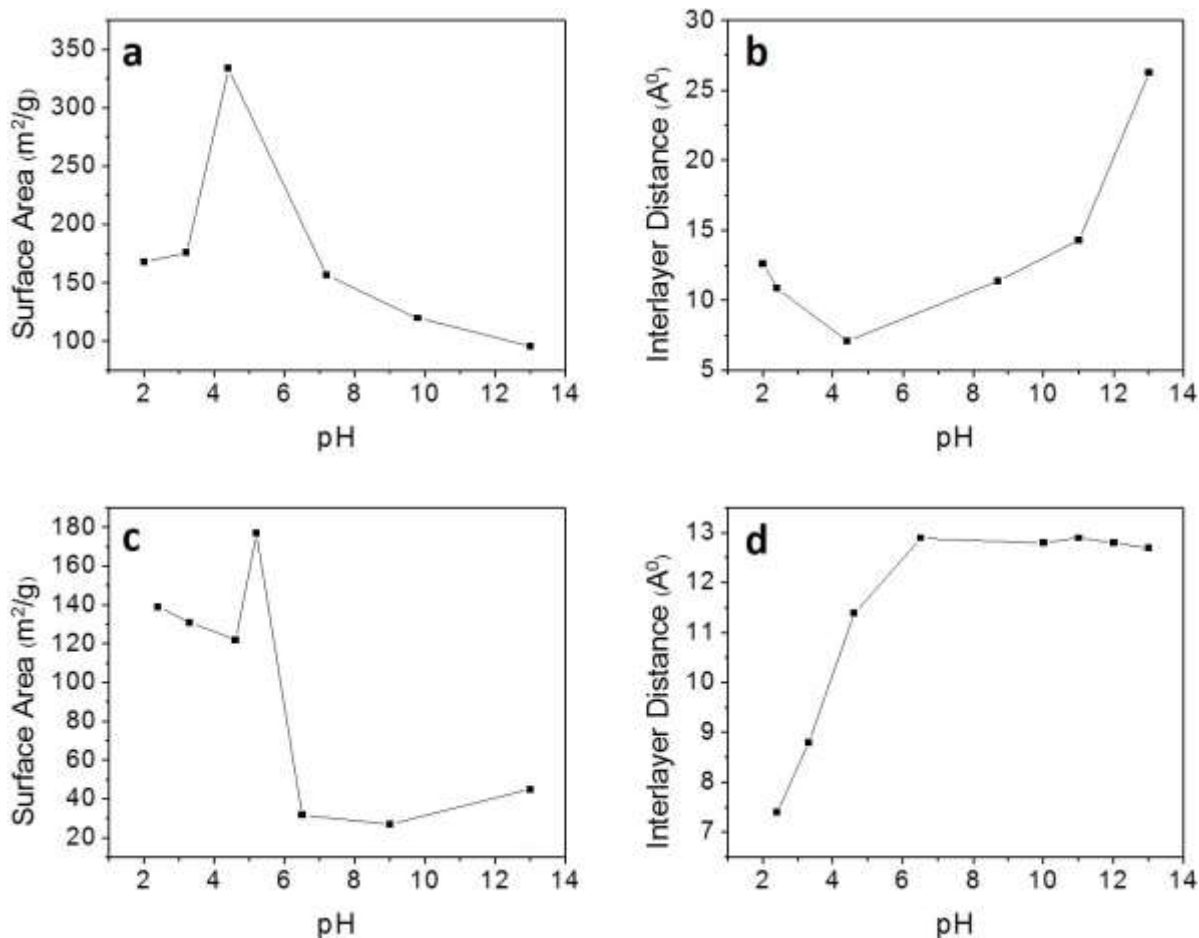 a
Surface Area (m²/g)
350
300
250
200
150
100
2 4 6 8 10 12 14
pH
b
Interlayer Distance (A⁰)
30
25
20
15
10
5
2 4 6 8 10 12 14
pH
c
Surface Area (m²/g)
180
160
140
120
100
80
60
40
20
2 4 6 8 10 12 14
pH
d
Interlayer Distance (A⁰)
13
12
11
10
9
8
7
2 4 6 8 10 12 14
pH